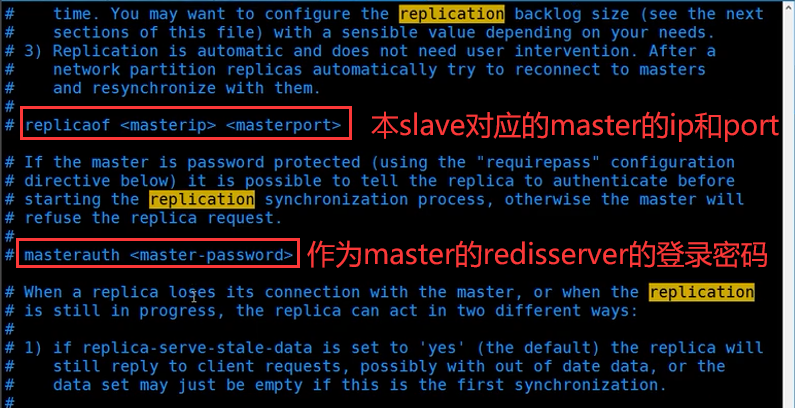 #    time. You may want to configure the replication backlog size (see the next
#    sections of this file) with a sensible value depending on your needs.
# 3) Replication is automatic and does not need user intervention. After a
#    network partition replicas automatically try to reconnect to masters
#    and resynchronize with them.
#
# replicaof <masterip> <masterport> 本slave对应的master的ip和port
# If the master is password protected (using the "requirepass" configuration
# directive below) it is possible to tell the replica to authenticate before
# starting the replication synchronization process, otherwise the master will
# refuse the replica request.
#
# masterauth <master-password> 作为master的redisserver的登录密码
# When a replica loses its connection with the master, or when the replication
# is still in progress, the replica can act in two different ways:
#
# 1) if replica-serve-stale-data is set to 'yes' (the default) the replica will
#    still reply to client requests, possibly with out of date data, or the
#    data set may just be empty if this is the first synchronization.
#